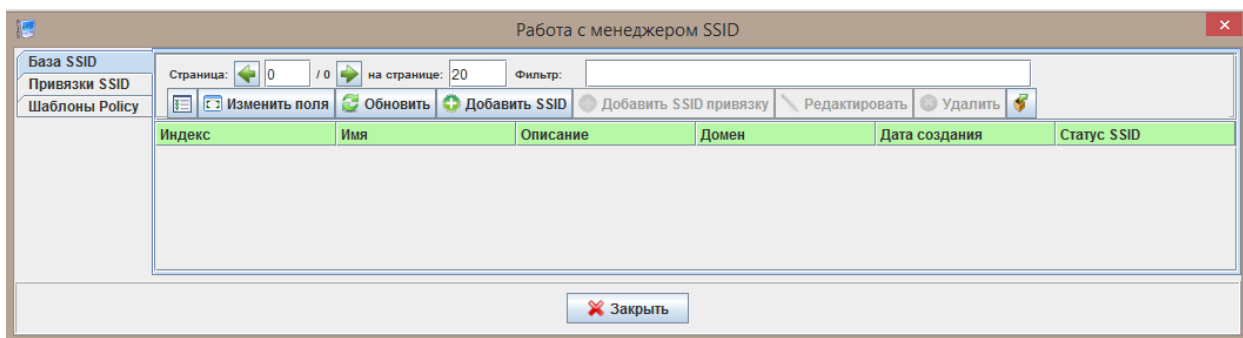 Работа с менеджером SSID
База SSID
Привязки SSID
Шаблоны Policy
Страница: 0 / 0 на странице: 20 Фильтр:
Изменить поля Обновить Добавить SSID Добавить SSID привязку Редактировать Удалить
Индекс Имя Описание Домен Дата создания Статус SSID
Закрыть